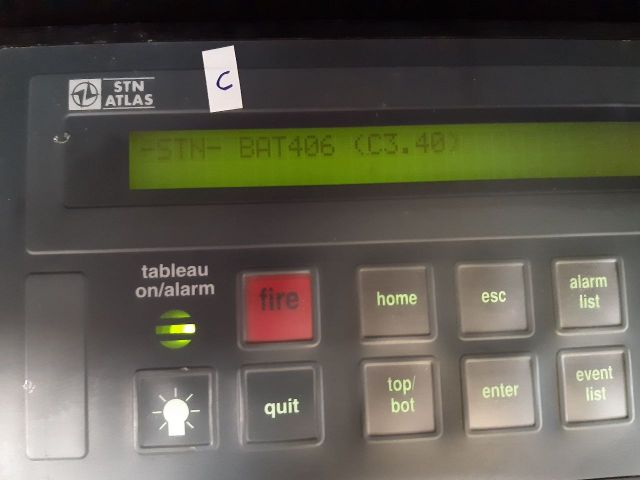 STN
ATLAS
C
-STN- BAT406 (C3.40)
tableau
on/alarm
fire
home
esc
alarm
list
quit
top/
bot
enter
event
list